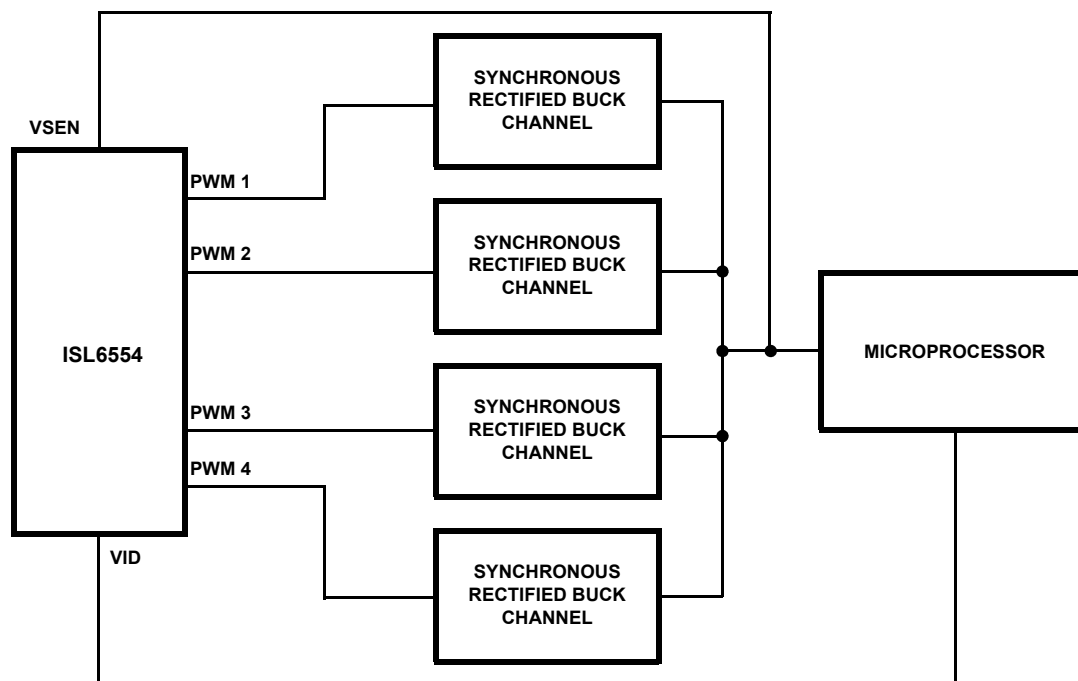 SYNCHRONOUS
RECTIFIED BUCK
CHANNEL
VSEN
PWM 1
SYNCHRONOUS
RECTIFIED BUCK
CHANNEL
PWM 2
ISL6554
MICROPROCESSOR
SYNCHRONOUS
RECTIFIED BUCK
CHANNEL
PWM 3
PWM 4
VID
SYNCHRONOUS
RECTIFIED BUCK
CHANNEL